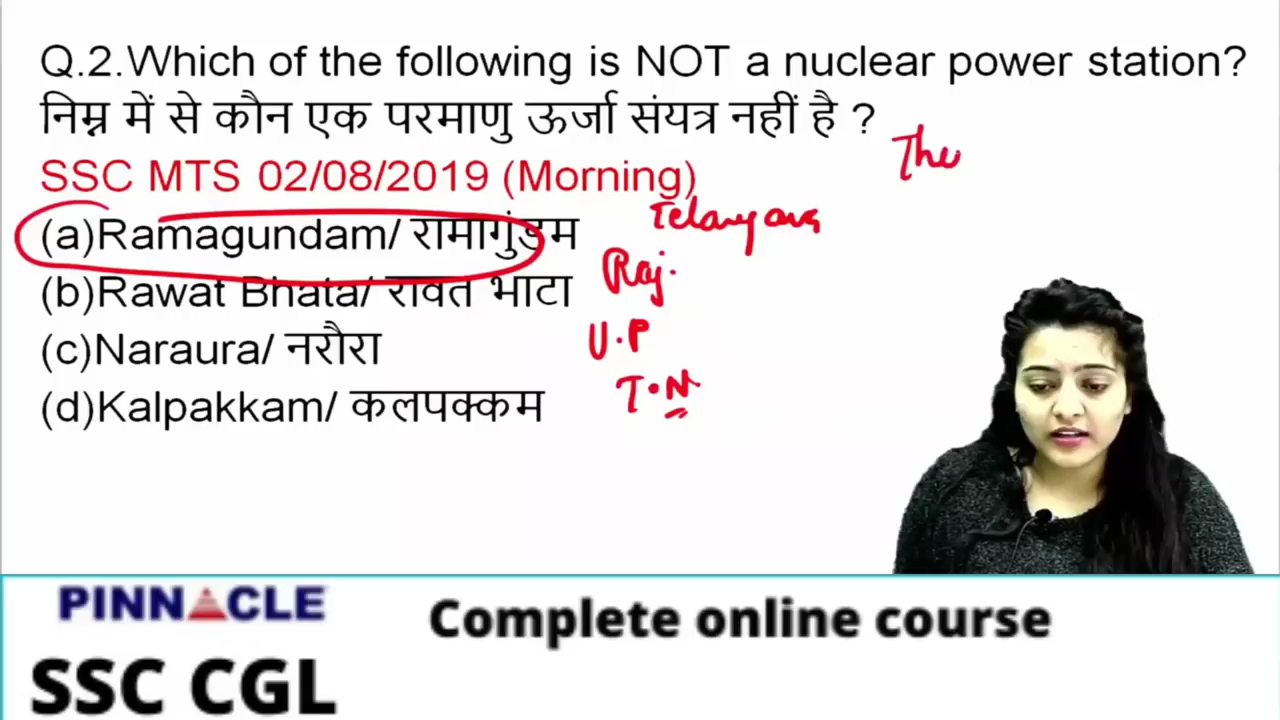 Q.2.Which of the following is NOT a nuclear power station?
निम्न में से कौन एक परमाणु ऊर्जा संयत्र नहीं है ?
The
SSC MTS 02/08/2019 (Morning)
(a)Ramagundam/ रामागुंडम Telangana
(b)Rawat Bhata/ रावत भाटा Raj.
(c)Naraura/ नरौरा U.P
(d)Kalpakkam/ कलपक्कम T.N
PINNACLE
Complete online course
SSC CGL